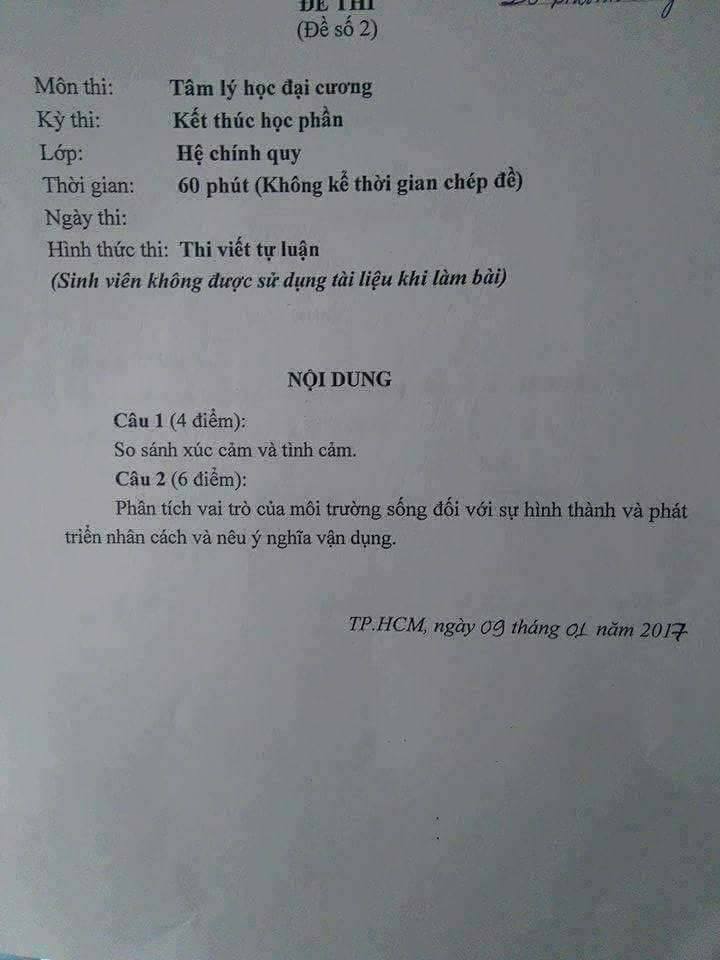 ĐỀ THI
(Đề số 2)
Môn thi: Tâm lý học đại cương
Kỳ thi: Kết thúc học phần
Lớp: Hệ chính quy
Thời gian: 60 phút (Không kể thời gian chép đề)
Ngày thi:
Hình thức thi: Thi viết tự luận
(Sinh viên không được sử dụng tài liệu khi làm bài)
NỘI DUNG
Câu 1 (4 điểm):
So sánh xúc cảm và tình cảm.
Câu 2 (6 điểm):
Phân tích vai trò của môi trường sống đối với sự hình thành và phát
triển nhân cách và nêu ý nghĩa vận dụng.
TP.HCM, ngày 09 tháng 01 năm 2017